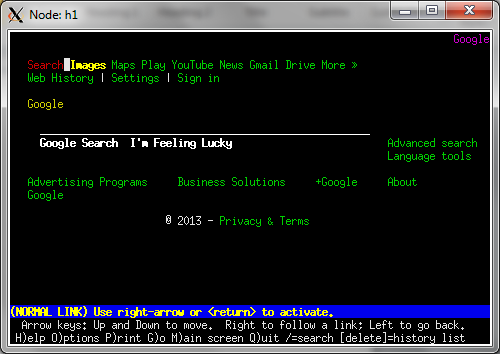 Node: h1
Google
Search Images Maps Play YouTube News Gmail Drive More »
Web History | Settings | Sign in
Google
Google Search I'm Feeling Lucky Advanced search
Language tools
Advertising Programs Business Solutions +Google About
Google
© 2013 - Privacy & Terms
(NORMAL LINK) Use right-arrow or <return> to activate.
Arrow keys: Up and Down to move. Right to follow a link; Left to go back.
H)elp O)ptions P)rint G)o M)ain screen Q)uit /=search [delete]=history list